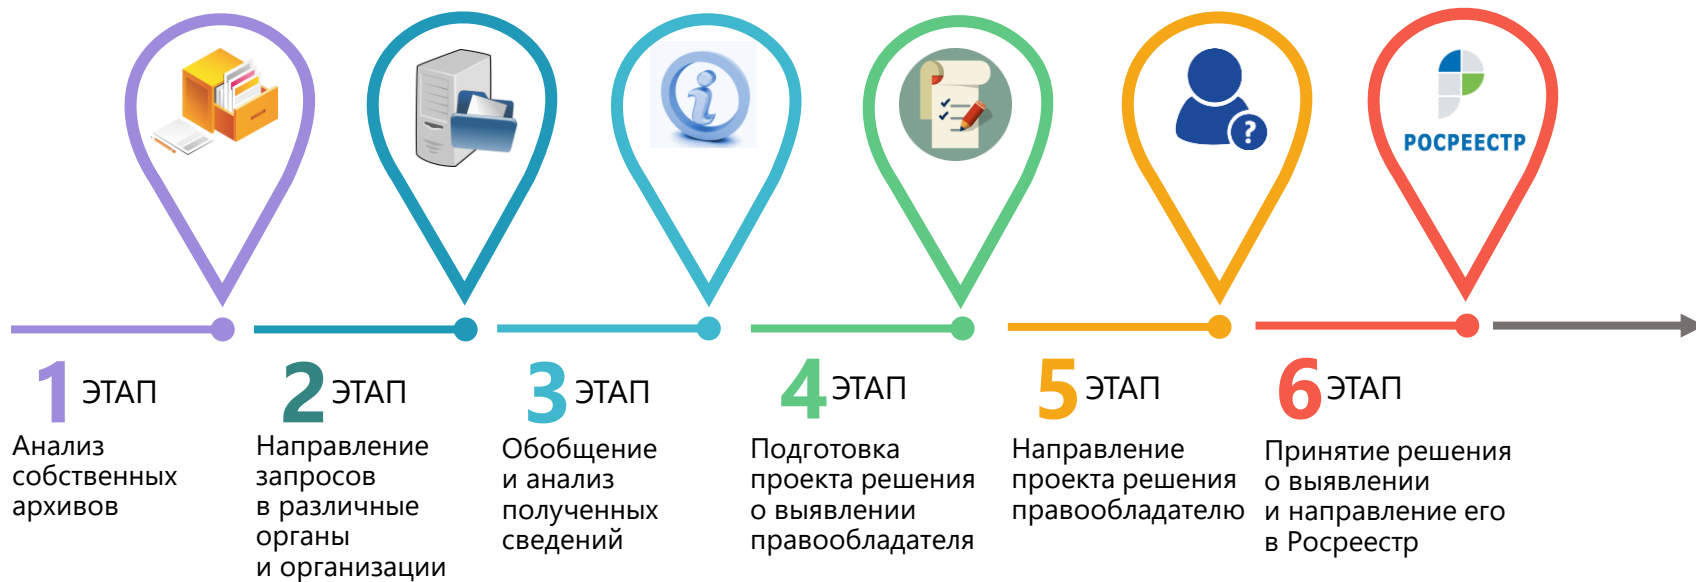 РОСРЕЕСТР
1 ЭТАП
Анализ
собственных
архивов
2 ЭТАП
Направление
запросов
в различные
органы
и организации
3 ЭТАП
Обобщение
и анализ
полученных
сведений
4 ЭТАП
Подготовка
проекта решения
о выявлении
правообладателя
5 ЭТАП
Направление
проекта решения
правообладателю
6 ЭТАП
Принятие решения
о выявлении
и направление его
в Росреестр